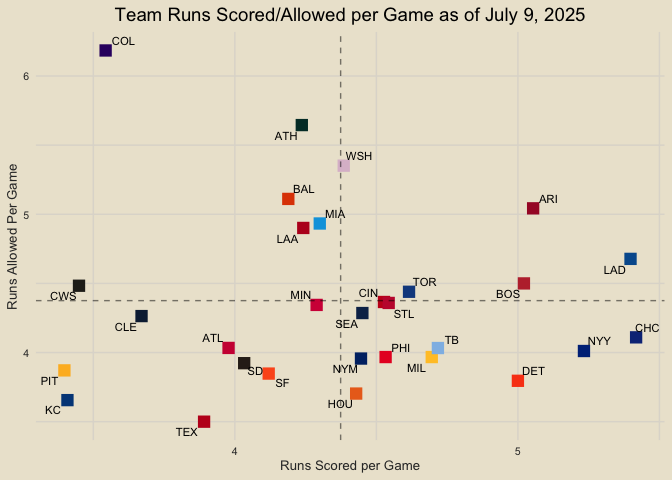 Team Runs Scored/Allowed per Game as of July 9, 2025
COL
6
ATH
WSH
BAL
ARI
MIA
5
LAA
LAD
TOR
BOS
CWS
MIN
CIN
STL
SEA
CLE
CHC
ATL
TB
NYY
PHI
4
MIL
NYM
SD
DET
SF
PIT
HOU
KC
TEX
4
5
Runs Allowed Per Game
Runs Scored per Game